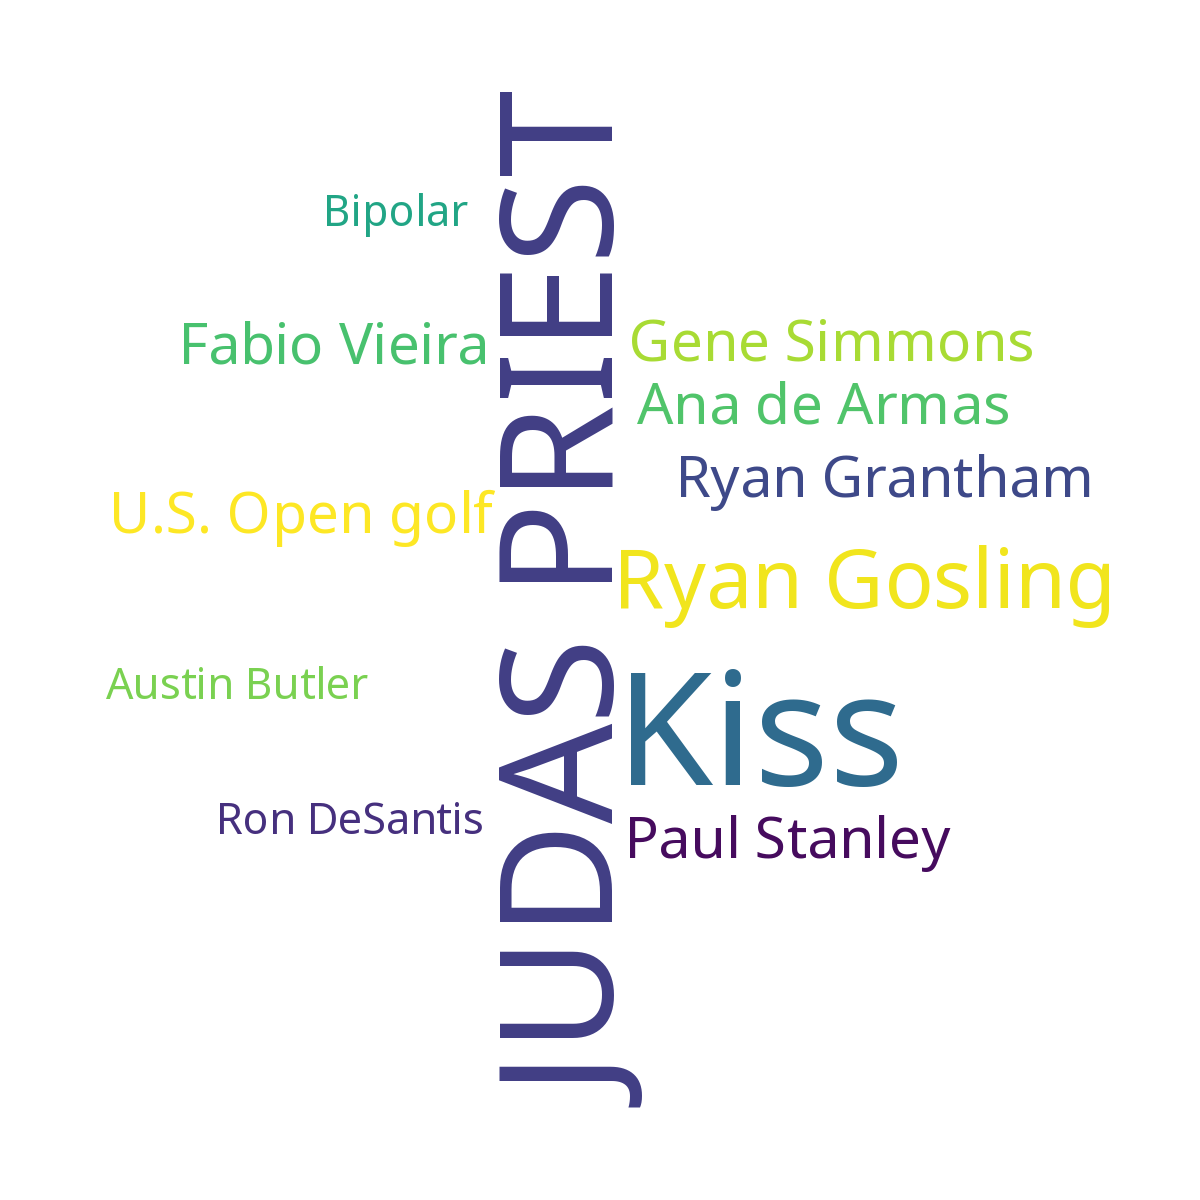 JUDAS PRIEST
Bipolar
Fabio Vieira
Gene Simmons
Ana de Armas
Ryan Grantham
U.S. Open golf
Ryan Gosling
Austin Butler
Kiss
Ron DeSantis
Paul Stanley